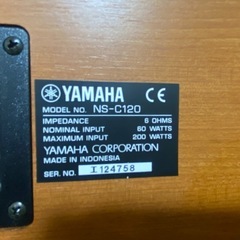 YAMAHA CE
MODEL NO. NS-C120
IMPEDANCE 6 OHMS
NOMINAL INPUT 60 WATTS
MAXIMUM INPUT 200 WATTS
YAMAHA CORPORATION
MADE IN INDONESIA
SER. NO. I124758